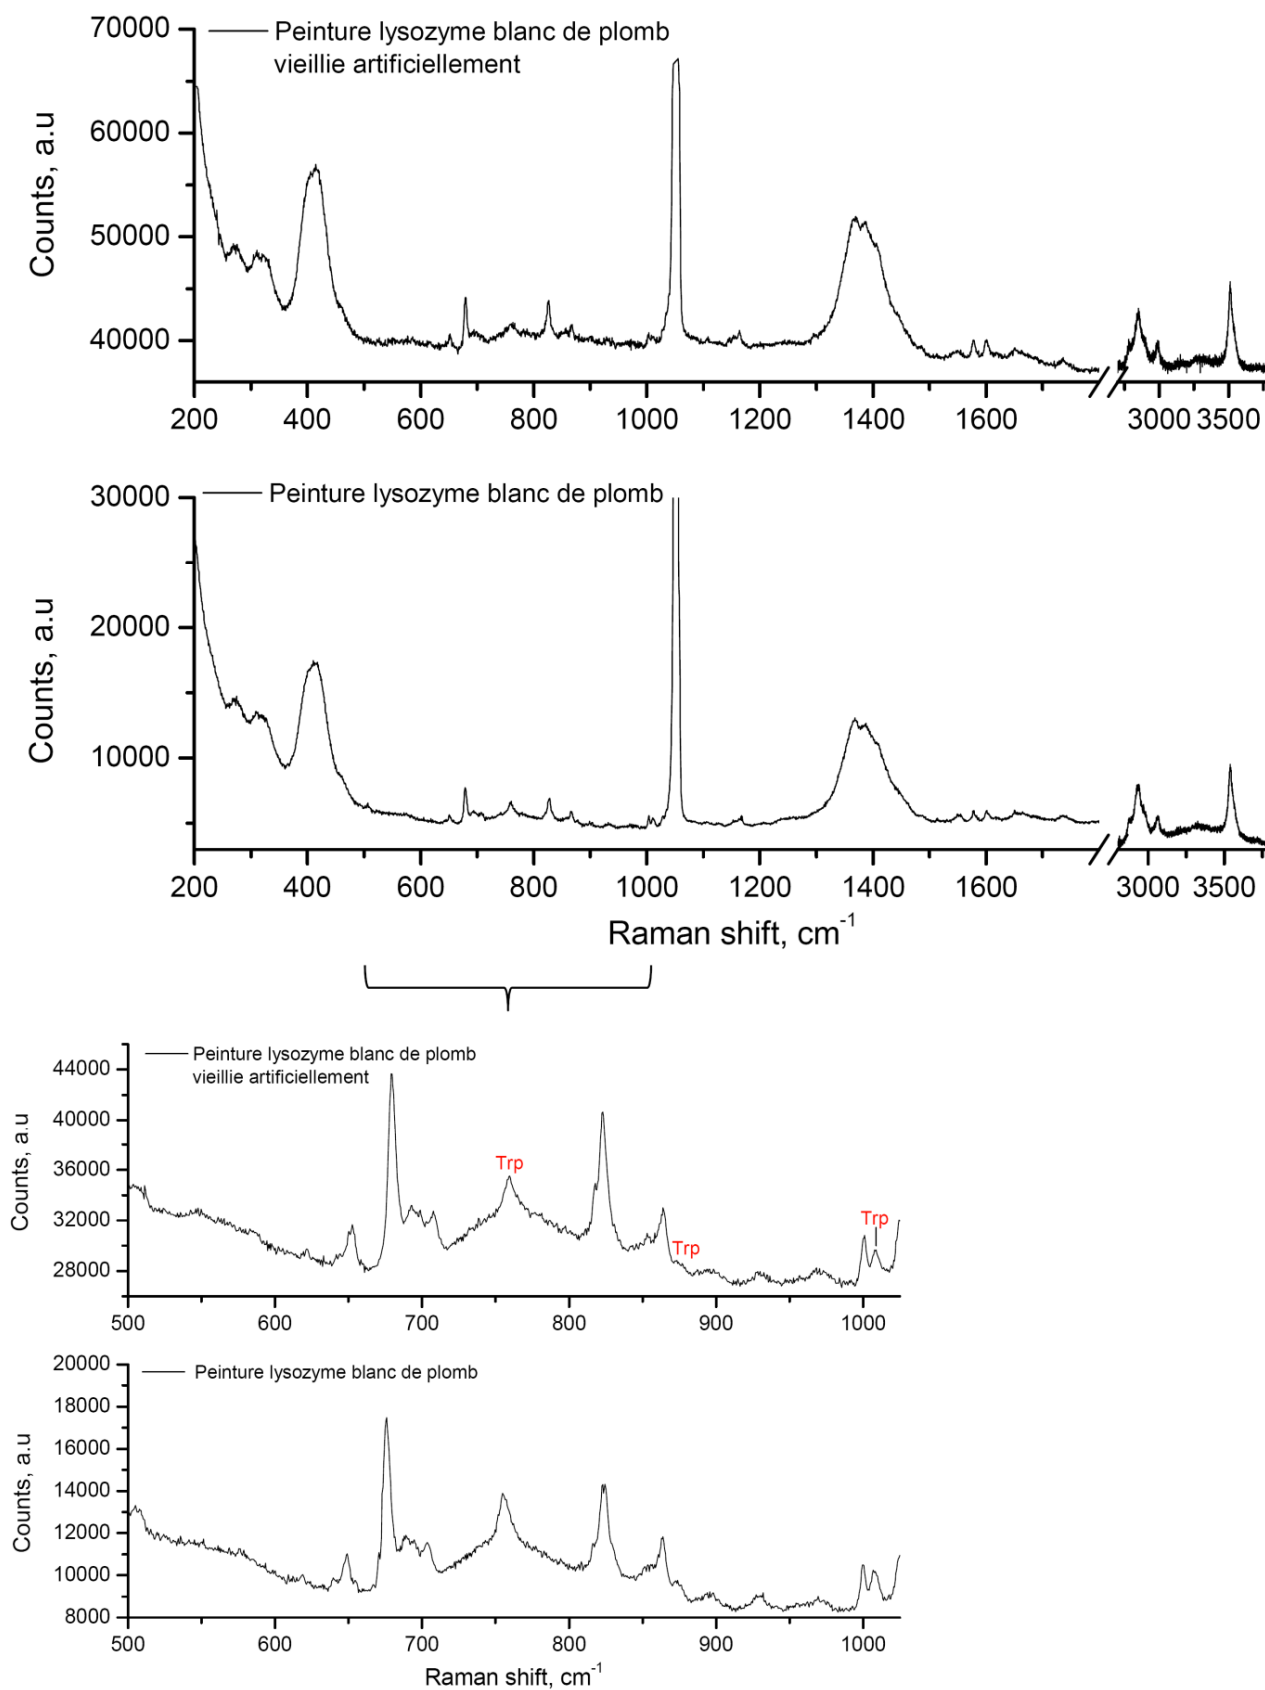 Peinture lysozyme blanc de plomb
vieillie artificiellement
70000
60000
50000
40000
Counts, a.u
200 400 600 800 1000 1200 1400 1600 3000 3500
Peinture lysozyme blanc de plomb
30000
20000
10000
Counts, a.u
200 400 600 800 1000 1200 1400 1600 3000 3500
Raman shift, cm⁻¹
Peinture lysozyme blanc de plomb
vieillie artificiellement
44000
40000
36000
32000
28000
Counts, a.u
Trp
Trp
Trp
500 600 700 800 900 1000
Peinture lysozyme blanc de plomb
20000
18000
16000
14000
12000
10000
8000
Counts, a.u
500 600 700 800 900 1000
Raman shift, cm⁻¹